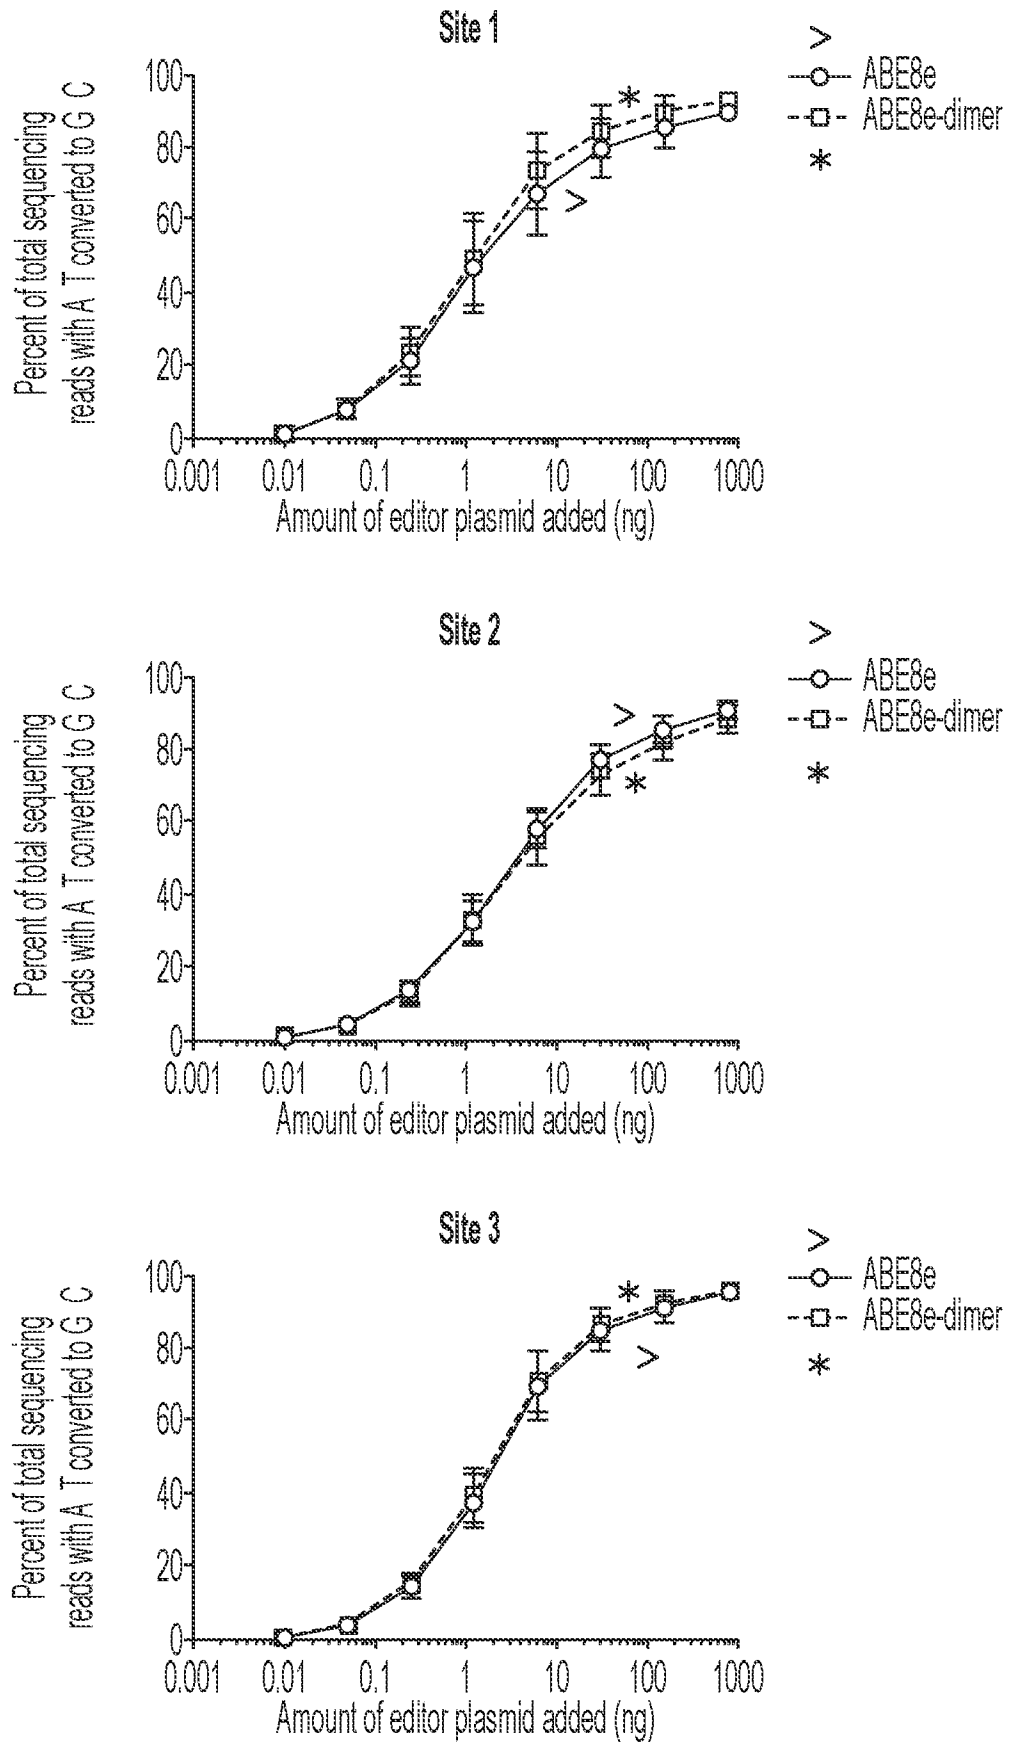 Site 1
>
ABE8e
ABE8e-dimer
*
Percent of total sequencing
reads with A T converted to G C
100
80
60
40
20
0
*
>
0.001 0.01 0.1 1 10 100 1000
Amount of editor plasmid added (ng)
Site 2
>
ABE8e
ABE8e-dimer
*
Percent of total sequencing
reads with A T converted to G C
100
80
60
40
20
0
>
*
0.001 0.01 0.1 1 10 100 1000
Amount of editor plasmid added (ng)
Site 3
>
ABE8e
ABE8e-dimer
*
Percent of total sequencing
reads with A T converted to G C
100
80
60
40
20
0
*
>
0.001 0.01 0.1 1 10 100 1000
Amount of editor plasmid added (ng)